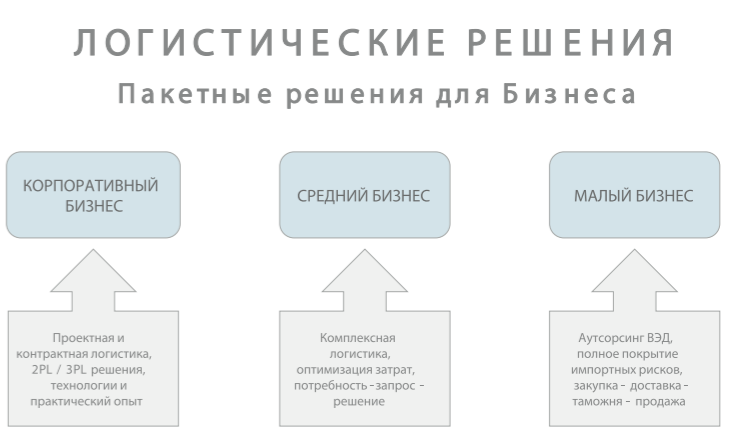 ЛОГИСТИЧЕСКИЕ РЕШЕНИЯ
Пакетные решения для Бизнеса
КОРПОРАТИВНЫЙ
БИЗНЕС
Проектная и
контрактная логистика,
2PL / 3PL решения,
технологии и
практический опыт
СРЕДНИЙ БИЗНЕС
Комплексная
логистика,
оптимизация затрат,
потребность - запрос -
решение
МАЛЫЙ БИЗНЕС
Аутсорсинг ВЭД,
полное покрытие
импортных рисков,
закупка - доставка -
таможня - продажа